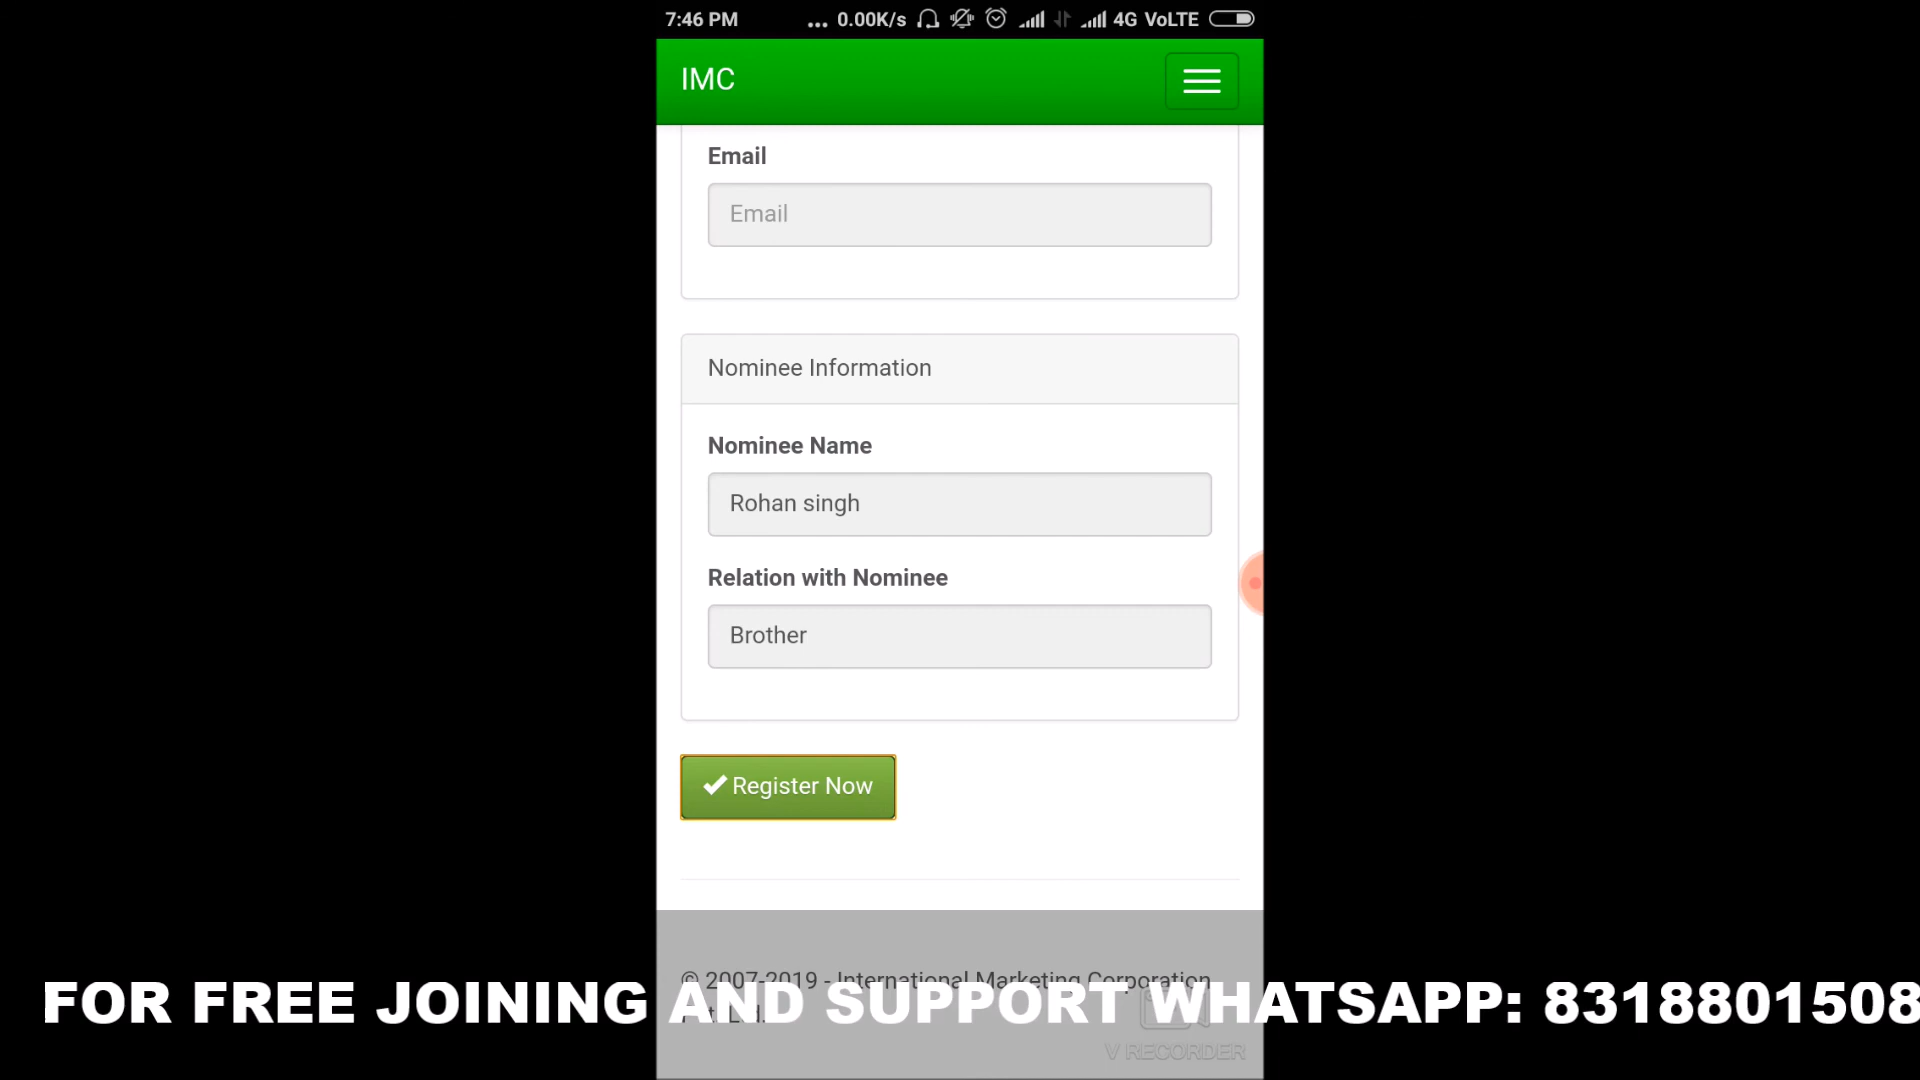 7:46 PM ... 0.00K/s 4G VoLTE
IMC
Email
Email
Nominee Information
Nominee Name
Rohan singh
Relation with Nominee
Brother
Register Now
© 2007-2019 - International Marketing Corporation
FOR FREE JOINING AND SUPPORT WHATSAPP: 8318801508
V RECORDER